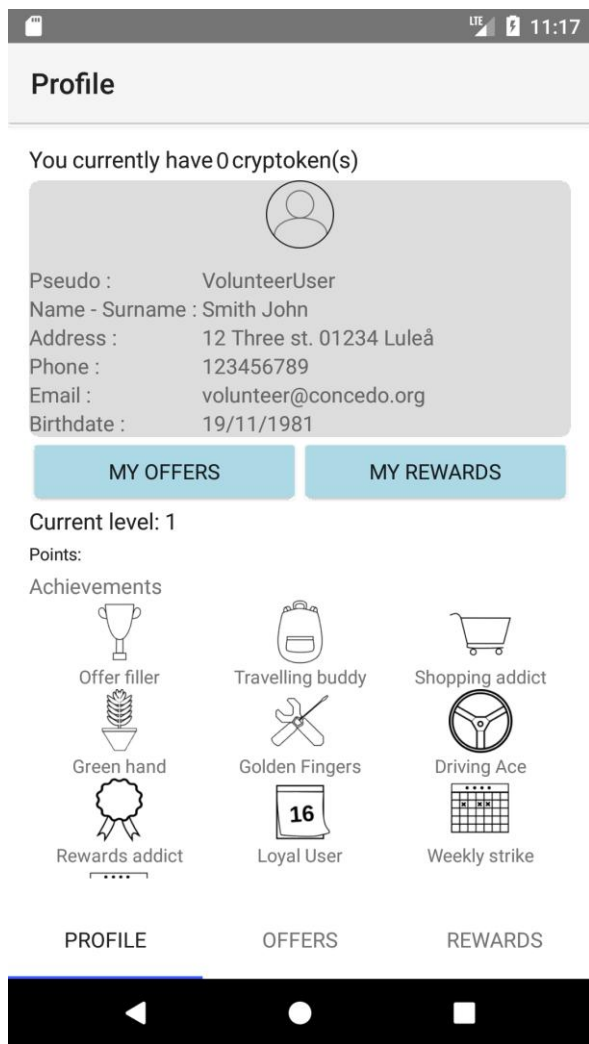 LTE 11:17
Profile
You currently have 0 cryptoken(s)
Pseudo : VolunteerUser
Name - Surname : Smith John
Address : 12 Three st. 01234 Luleå
Phone : 123456789
Email : volunteer@concedo.org
Birthdate : 19/11/1981
MY OFFERS MY REWARDS
Current level: 1
Points:
Achievements
Offer filler Travelling buddy Shopping addict
Green hand Golden Fingers Driving Ace
16
Rewards addict Loyal User Weekly strike
PROFILE OFFERS REWARDS